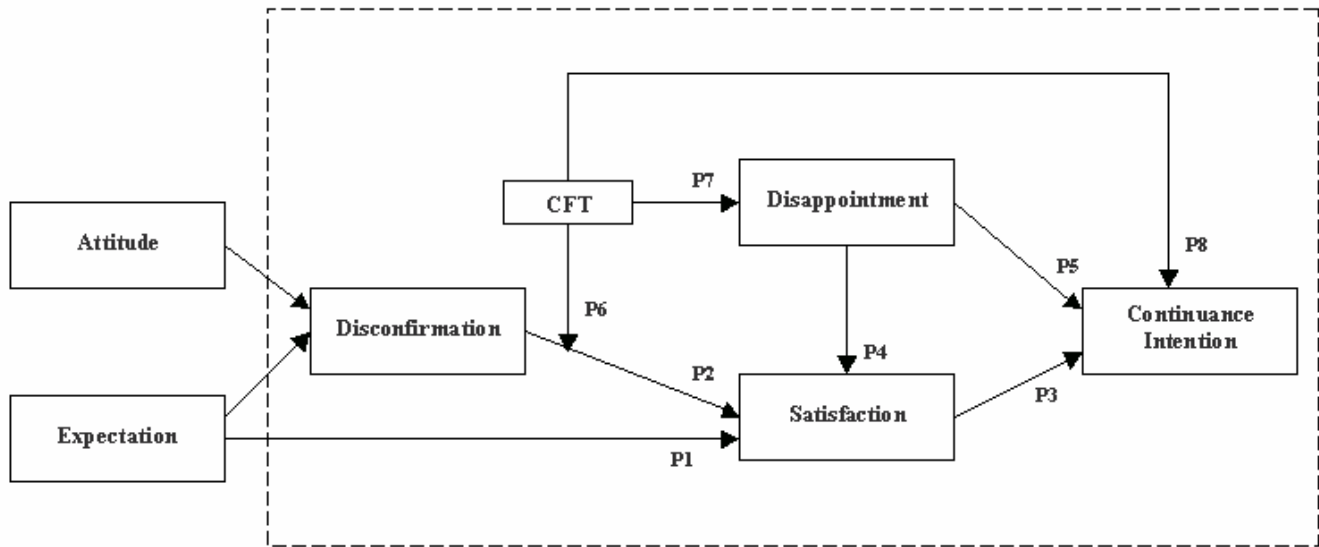 P7
Disappointment
CFT
Attitude
P8
P5
P6
Disconfirmation
Continuance
Intention
P4
P2
P3
Satisfaction
Expectation
P1